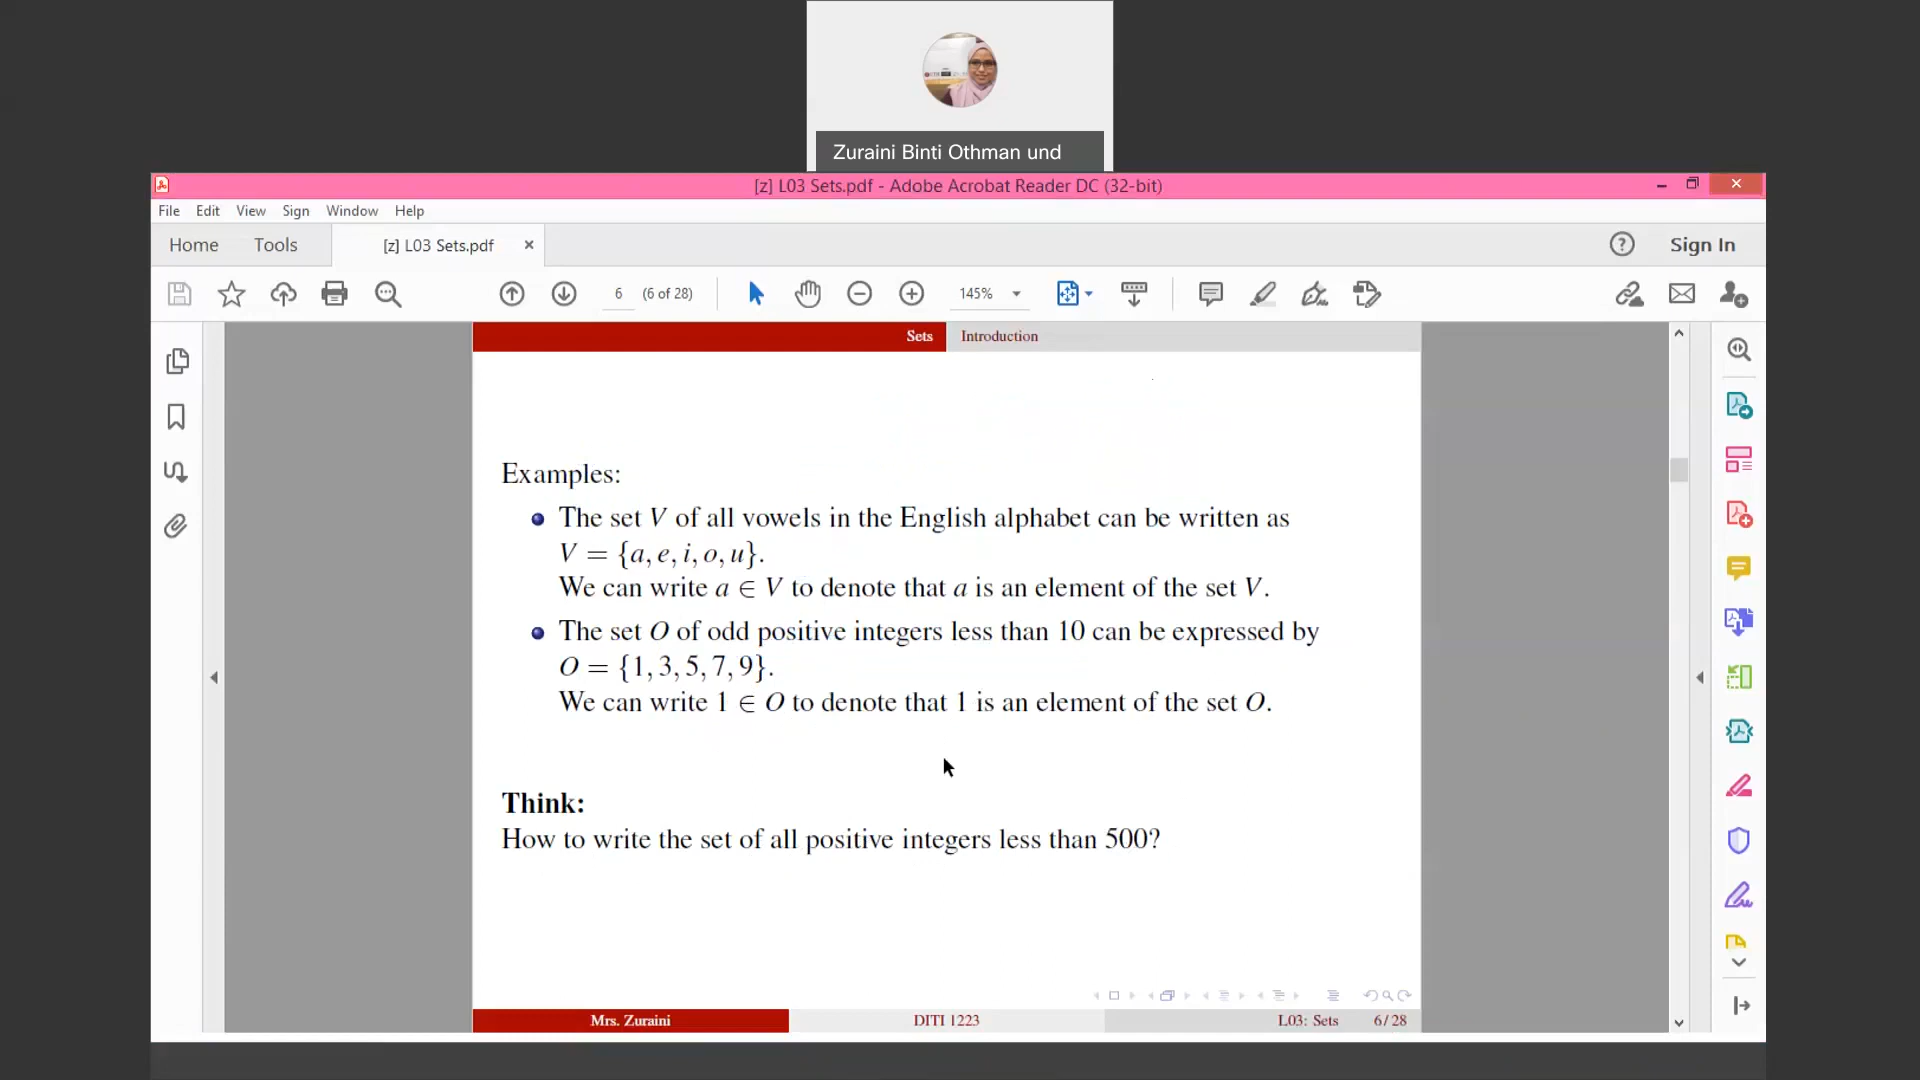 Zuraini Binti Othman und
[z] L03 Sets.pdf - Adobe Acrobat Reader DC (32-bit)
File Edit View Sign Window Help
Home Tools [z] L03 Sets.pdf × Sign In
6 (6 of 28) 145%
Sets Introduction
Examples:
The set V of all vowels in the English alphabet can be written as
V = {a, e, i, o, u}.
We can write a ∈ V to denote that a is an element of the set V.
The set O of odd positive integers less than 10 can be expressed by
O = {1, 3, 5, 7, 9}.
We can write 1 ∈ O to denote that 1 is an element of the set O.
Think:
How to write the set of all positive integers less than 500?
Mrs. Zuraini DITI 1223 L03: Sets 6/28